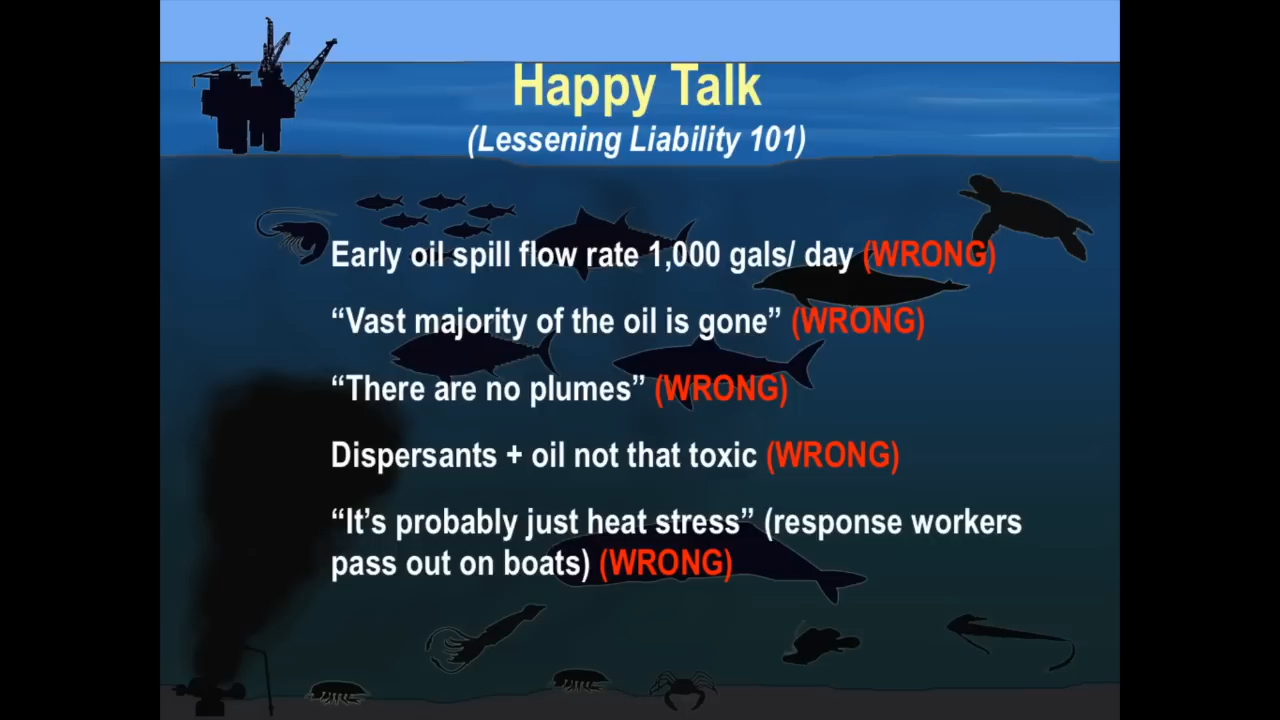 Happy Talk
(Lessening Liability 101)
Early oil spill flow rate 1,000 gals/ day (WRONG)
“Vast majority of the oil is gone” (WRONG)
“There are no plumes” (WRONG)
Dispersants + oil not that toxic (WRONG)
“It’s probably just heat stress” (response workers
pass out on boats) (WRONG)